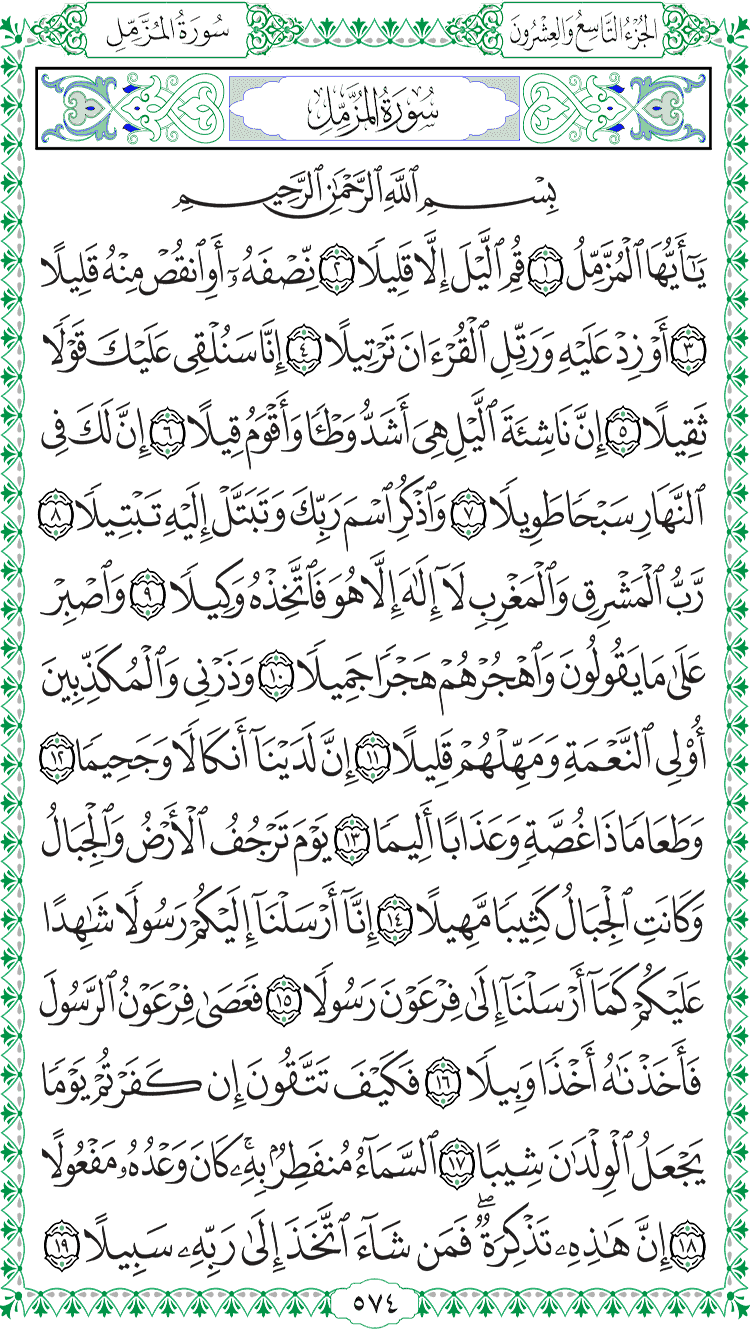 الجُزْءُ التَّاسِعُ وَالعِشْرُونَ
سُورَةُ المُزَّمِّلِ
سُورَةُ المُزَّمِّلِ
بِسْمِ ٱللَّهِ ٱلرَّحْمَٰنِ ٱلرَّحِيمِ
يَٰٓأَيُّهَا ٱلْمُزَّمِّلُ ١ قُمِ ٱلَّيْلَ إِلَّا قَلِيلًا ٢ نِّصْفَهُۥٓ أَوِ ٱنقُصْ مِنْهُ قَلِيلًا
٣ أَوْ زِدْ عَلَيْهِ وَرَتِّلِ ٱلْقُرْءَانَ تَرْتِيلًا ٤ إِنَّا سَنُلْقِى عَلَيْكَ قَوْلًا
ثَقِيلًا ٥ إِنَّ نَاشِئَةَ ٱلَّيْلِ هِىَ أَشَدُّ وَطْـًٔا وَأَقْوَمُ قِيلًا ٦ إِنَّ لَكَ فِى
ٱلنَّهَارِ سَبْحًا طَوِيلًا ٧ وَٱذْكُرِ ٱسْمَ رَبِّكَ وَتَبَتَّلْ إِلَيْهِ تَبْتِيلًا ٨
رَّبُّ ٱلْمَشْرِقِ وَٱلْمَغْرِبِ لَآ إِلَٰهَ إِلَّا هُوَ فَٱتَّخِذْهُ وَكِيلًا ٩ وَٱصْبِرْ
عَلَىٰ مَا يَقُولُونَ وَٱهْجُرْهُمْ هَجْرًا جَمِيلًا ١٠ وَذَرْنِى وَٱلْمُكَذِّبِينَ
أُو۟لِى ٱلنَّعْمَةِ وَمَهِّلْهُمْ قَلِيلًا ١١ إِنَّ لَدَيْنَآ أَنكَالًا وَجَحِيمًا ١٢
وَطَعَامًا ذَا غُصَّةٍ وَعَذَابًا أَلِيمًا ١٣ يَوْمَ تَرْجُفُ ٱلْأَرْضُ وَٱلْجِبَالُ
وَكَانَتِ ٱلْجِبَالُ كَثِيبًا مَّهِيلًا ١٤ إِنَّآ أَرْسَلْنَآ إِلَيْكُمْ رَسُولًا شَٰهِدًا
عَلَيْكُمْ كَمَآ أَرْسَلْنَآ إِلَىٰ فِرْعَوْنَ رَسُولًا ١٥ فَعَصَىٰ فِرْعَوْنُ ٱلرَّسُولَ
فَأَخَذْنَٰهُ أَخْذًا وَبِيلًا ١٦ فَكَيْفَ تَتَّقُونَ إِن كَفَرْتُمْ يَوْمًا
يَجْعَلُ ٱلْوِلْدَٰنَ شِيبًا ١٧ ٱلسَّمَآءُ مُنفَطِرٌۢ بِهِۦ ۚ كَانَ وَعْدُهُۥ مَفْعُولًا
١٨ إِنَّ هَٰذِهِۦ تَذْكِرَةٌ ۖ فَمَن شَآءَ ٱتَّخَذَ إِلَىٰ رَبِّهِۦ سَبِيلًا ١٩
٥٧٤